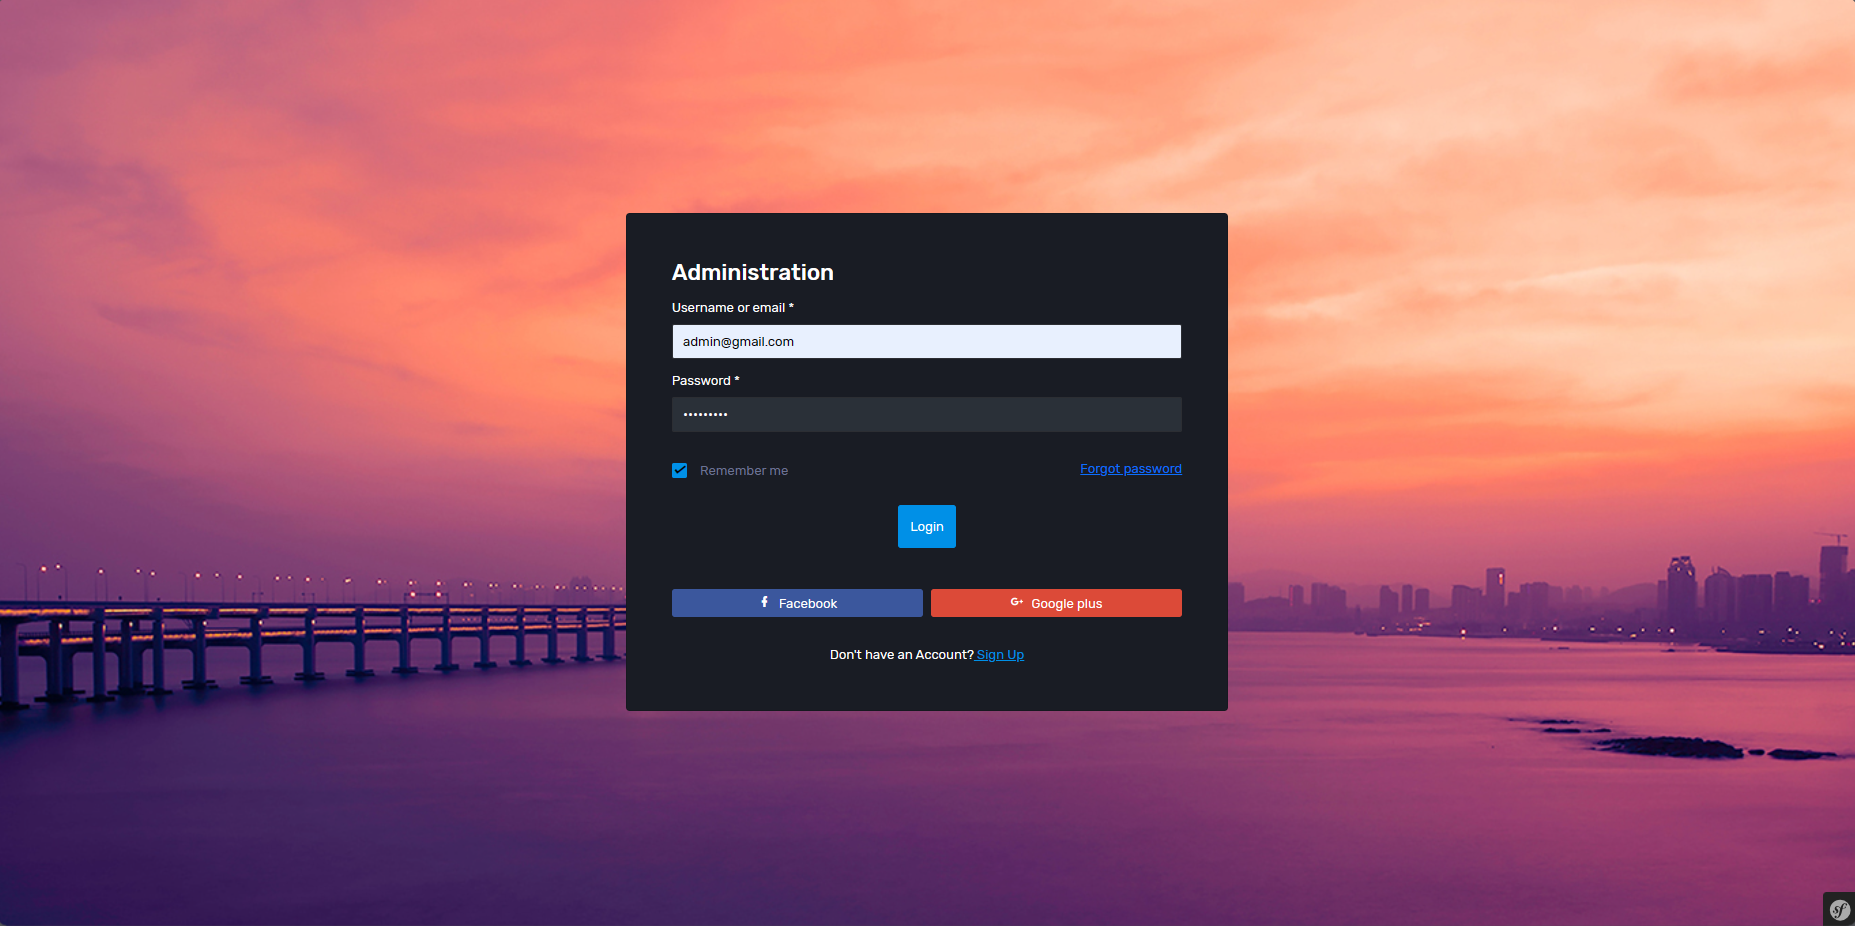 Administration
Username or email *
admin@gmail.com
Password *
•••••••••
Remember me
Forgot password
Login
Facebook
G+ Google plus
Don't have an Account? Sign Up
sf